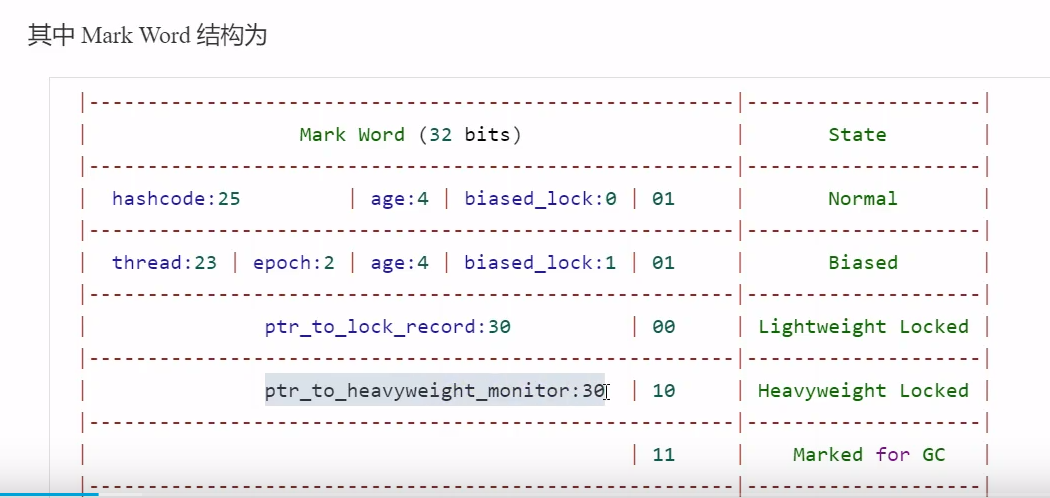 其中 Mark Word 结构为
|-------------------------------------------------------|--------------------|
|                  Mark Word (32 bits)                  |       State        |
|-------------------------------------------------------|--------------------|
|  hashcode:25         | age:4 | biased_lock:0 | 01      |       Normal       |
|-------------------------------------------------------|--------------------|
|  thread:23 | epoch:2 | age:4 | biased_lock:1 | 01      |       Biased       |
|-------------------------------------------------------|--------------------|
|               ptr_to_lock_record:30          | 00      | Lightweight Locked |
|-------------------------------------------------------|--------------------|
|               ptr_to_heavyweight_monitor:30  | 10      | Heavyweight Locked |
|-------------------------------------------------------|--------------------|
|                                              | 11      |    Marked for GC   |
|-------------------------------------------------------|--------------------|